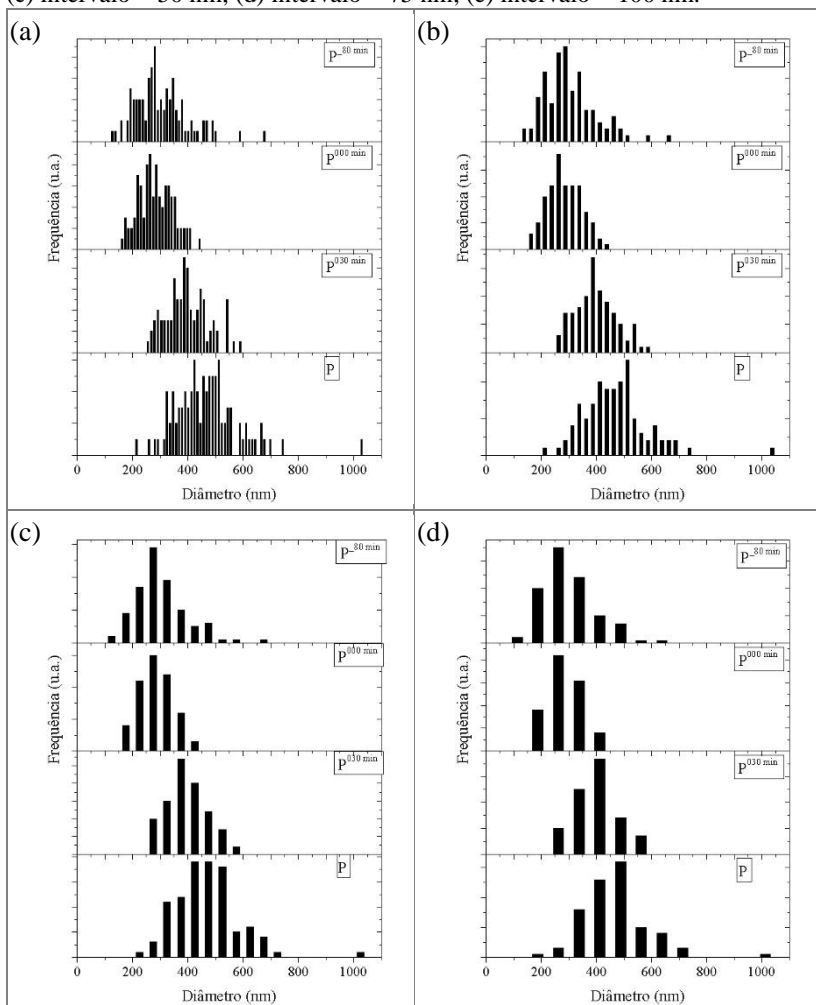 (c) intervalo = 50 nm; (d) intervalo = 75 nm; (e) intervalo = 100 nm.
(a)
P–80
P000 min
P030 min
P
Frequência (u.a.)
0 200 400 600 800 1000
Diâmetro (nm)
(b)
P–80
P000 min
P030 min
P
Frequência (u.a.)
0 200 400 600 800 1000
Diâmetro (nm)
(c)
P–80 min
P000 min
P030 min
P
Frequência (u.a.)
0 200 400 600 800 1000
Diâmetro (nm)
(d)
P–80 min
P000 min
P030 min
P
Frequência (u.a.)
0 200 400 600 800 1000
Diâmetro (nm)